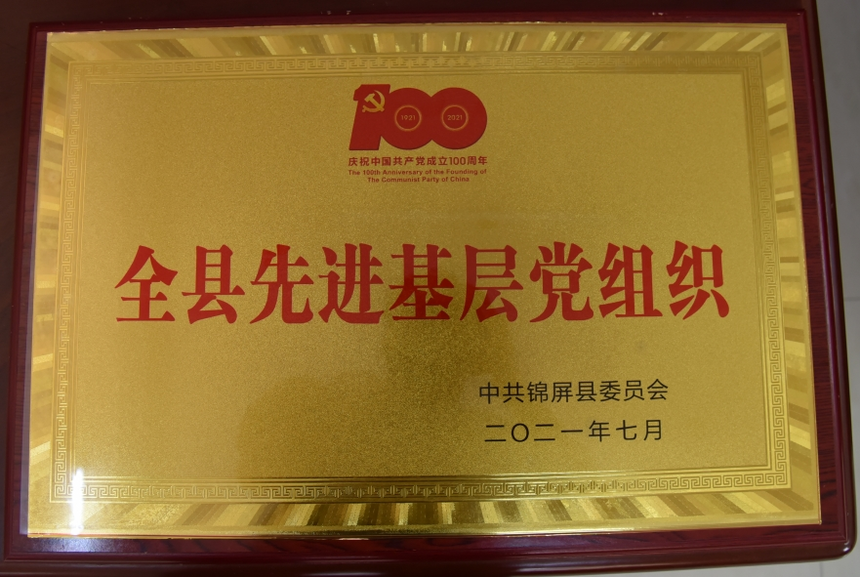 100
1921 2021
庆祝中国共产党成立100周年
The 100th Anniversary of the Founding of
The Communist Party of China
全县先进基层党组织
中共锦屏县委员会
二〇二一年七月